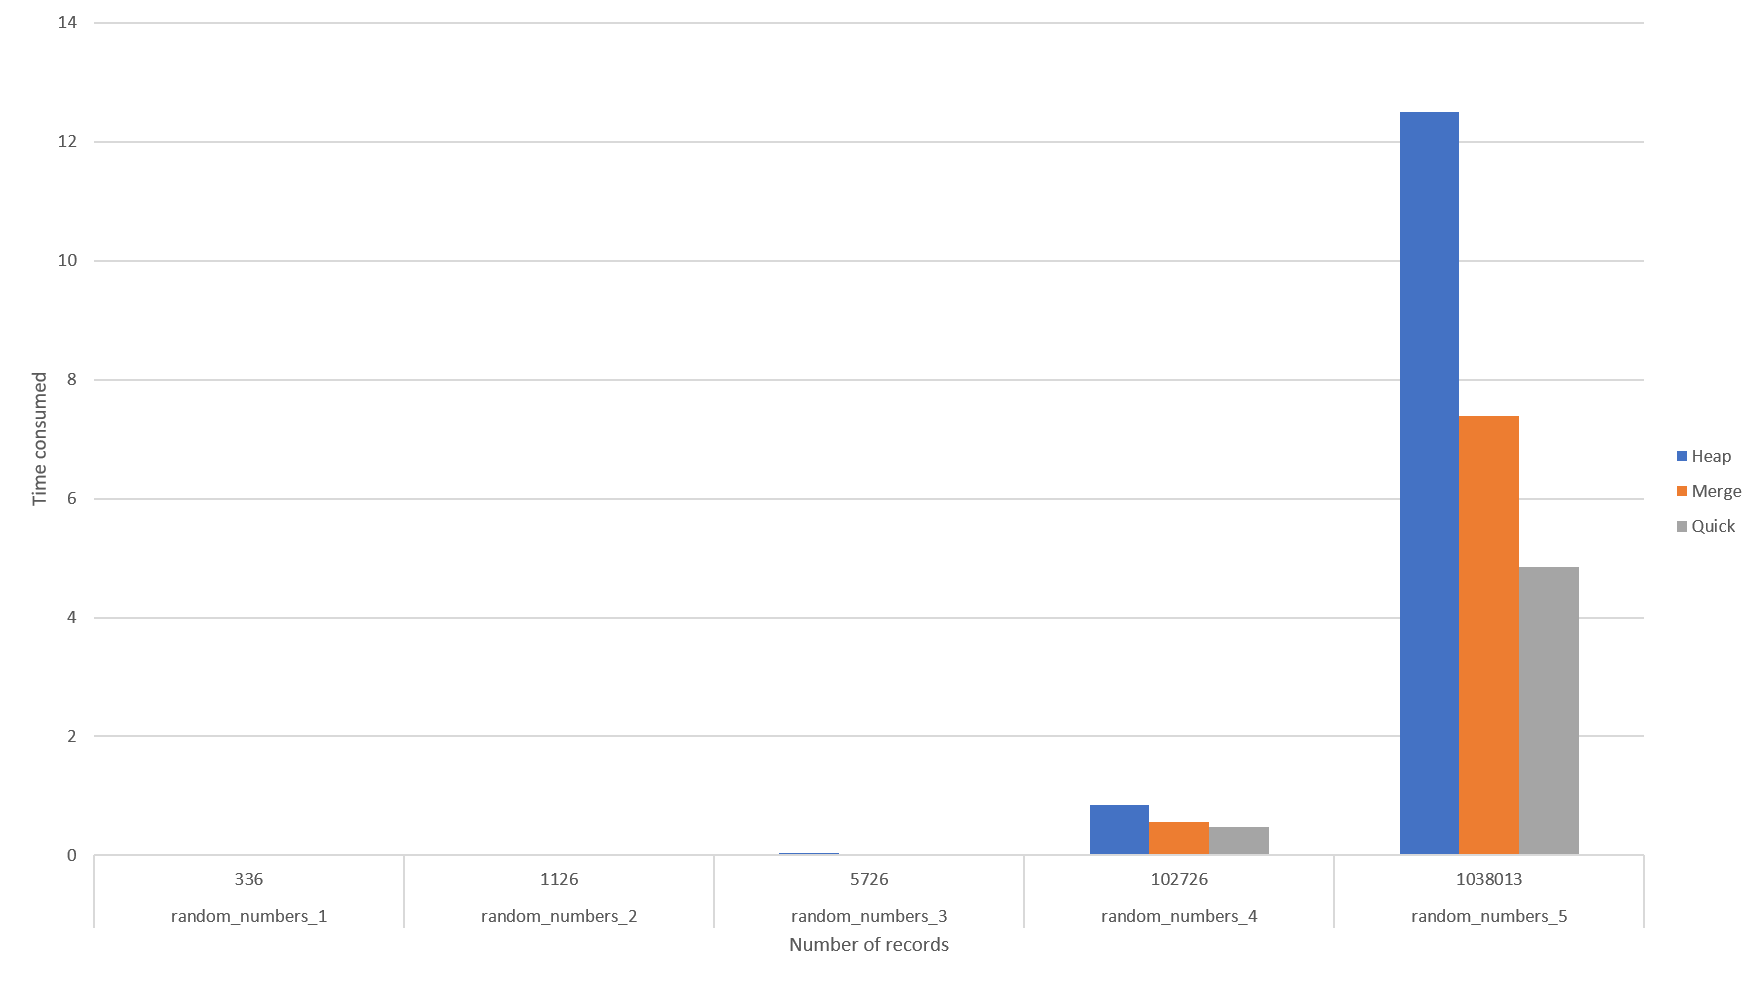 14
12
10
8
6
4
2
0
Time consumed
336 1126 5726 102726 1038013
random_numbers_1 random_numbers_2 random_numbers_3 random_numbers_4 random_numbers_5
Number of records
Heap
Merge
Quick